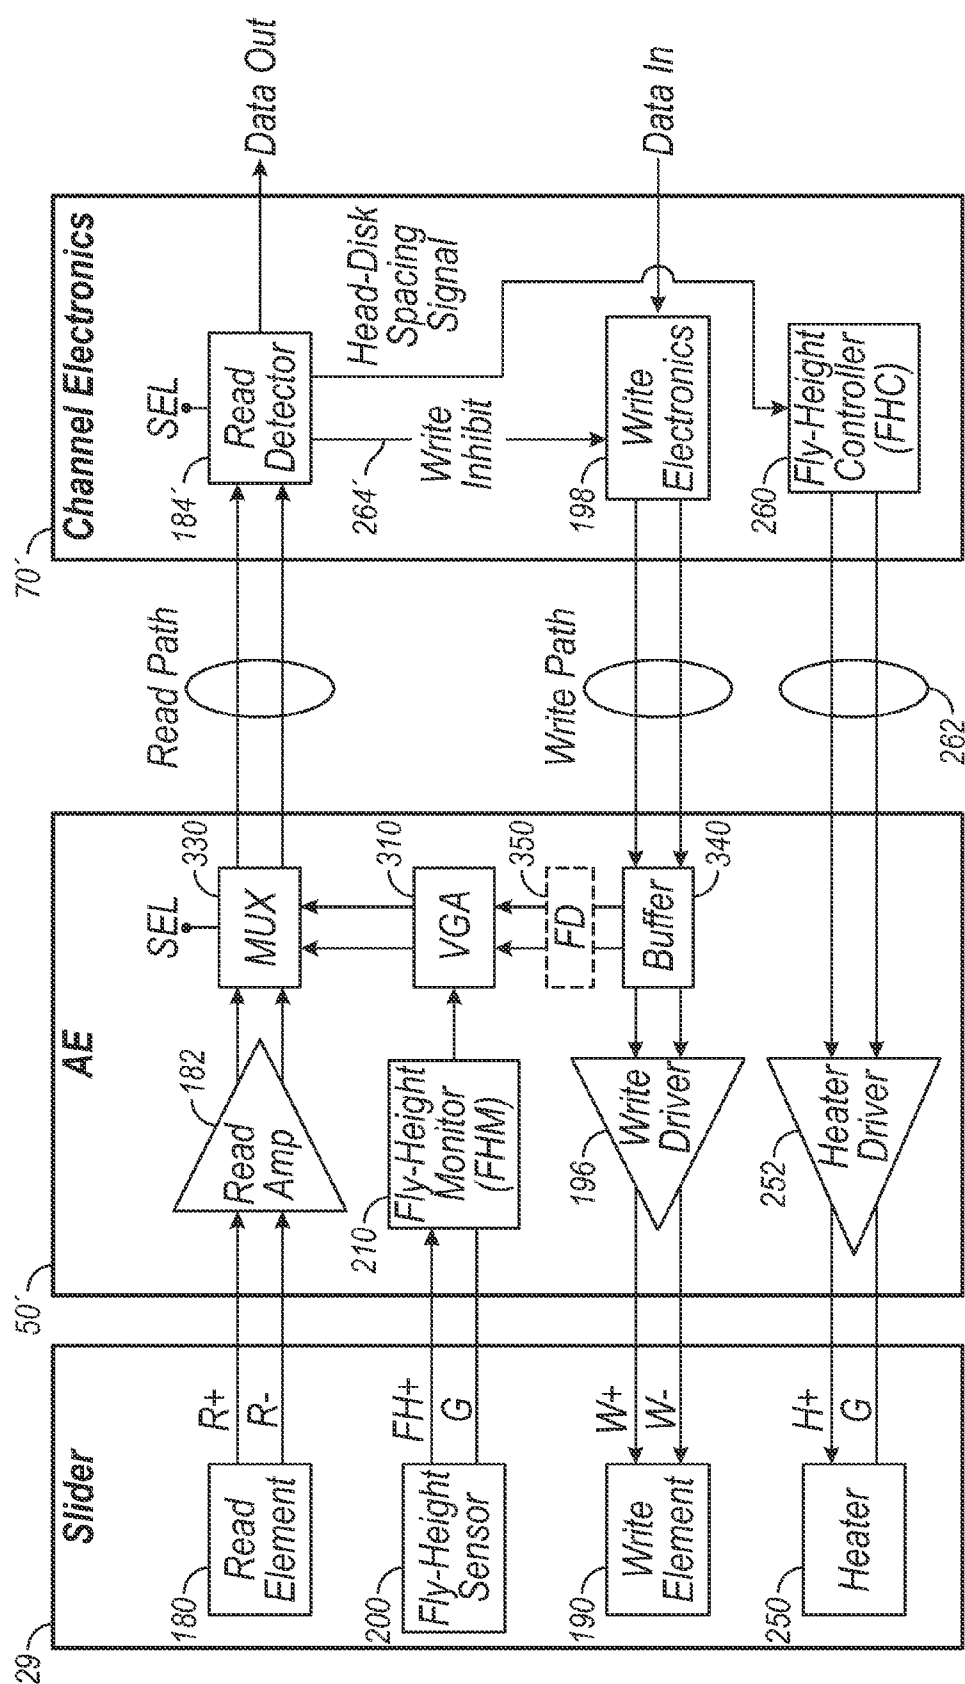 29
Slider
180
Read
Element
R+
R-
200
Fly-Height
Sensor
FH+
G
190
Write
Element
W+
W-
250
Heater
H+
G
50´
AE
182
Read
Amp
SEL
330
MUX
210
Fly-Height
Monitor
(FHM)
310
VGA
350
FD
340
Buffer
196
Write
Driver
252
Heater
Driver
Read Path
Write Path
262
70´
Channel Electronics
SEL
184´
Read
Detector
Data Out
264´
Write
Inhibit
Head-Disk
Spacing
Signal
198
Write
Electronics
Data In
260
Fly-Height
Controller
(FHC)